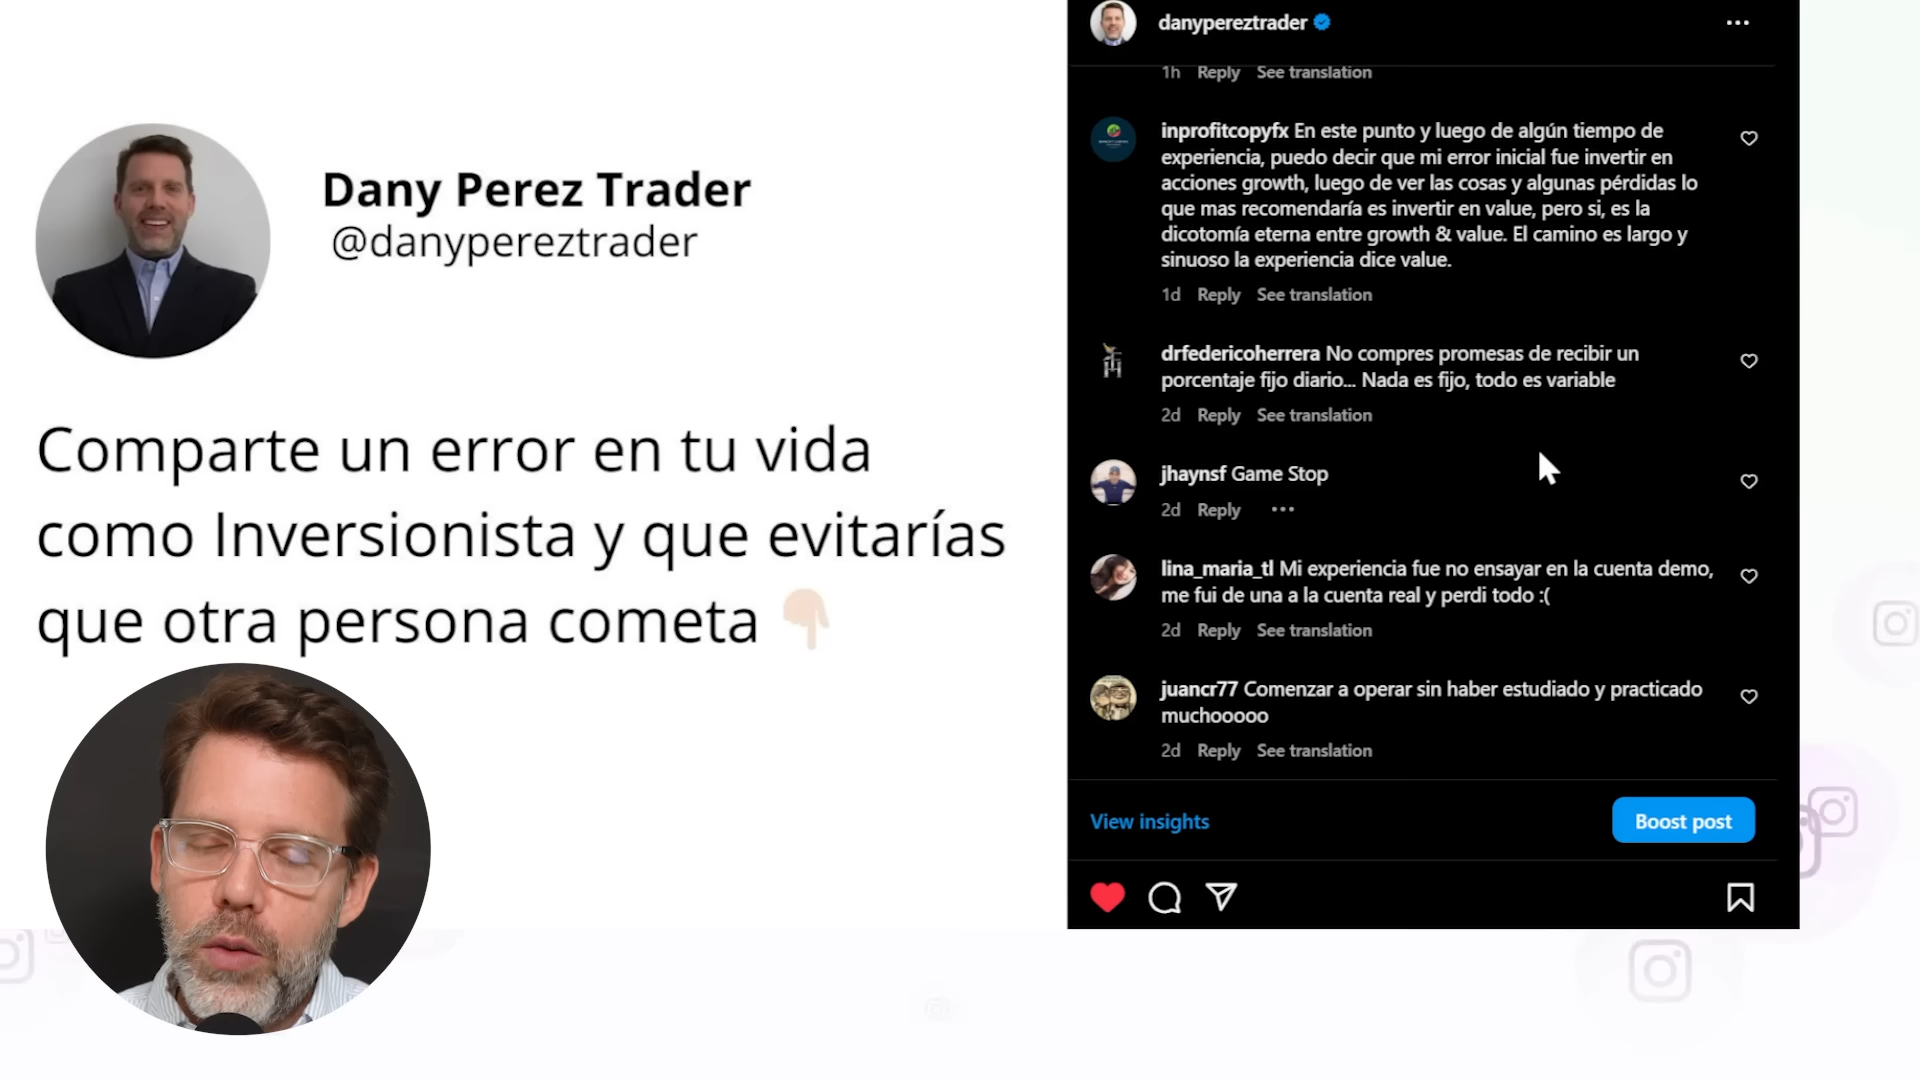 Dany Perez Trader
@danypereztrader
Comparte un error en tu vida
como Inversionista y que evitarías
que otra persona cometa 👇🏻
danypereztrader
1h Reply See translation
inprofitcopyfx En este punto y luego de algún tiempo de
experiencia, puedo decir que mi error inicial fue invertir en
acciones growth, luego de ver las cosas y algunas pérdidas lo
que mas recomendaría es invertir en value, pero si, es la
dicotomía eterna entre growth & value. El camino es largo y
sinuoso la experiencia dice value.
1d Reply See translation
drfedericoherrera No compres promesas de recibir un
porcentaje fijo diario... Nada es fijo, todo es variable
2d Reply See translation
jhaynsf Game Stop
2d Reply
lina_maria_tl Mi experiencia fue no ensayar en la cuenta demo,
me fui de una a la cuenta real y perdi todo :(
2d Reply See translation
juancr77 Comenzar a operar sin haber estudiado y practicado
muchooooo
2d Reply See translation
View insights
Boost post